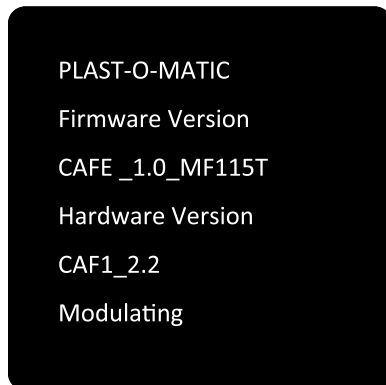 PLAST-O-MATIC
Firmware Version
CAFE _1.0_MF115T
Hardware Version
CAF1_2.2
Modulating